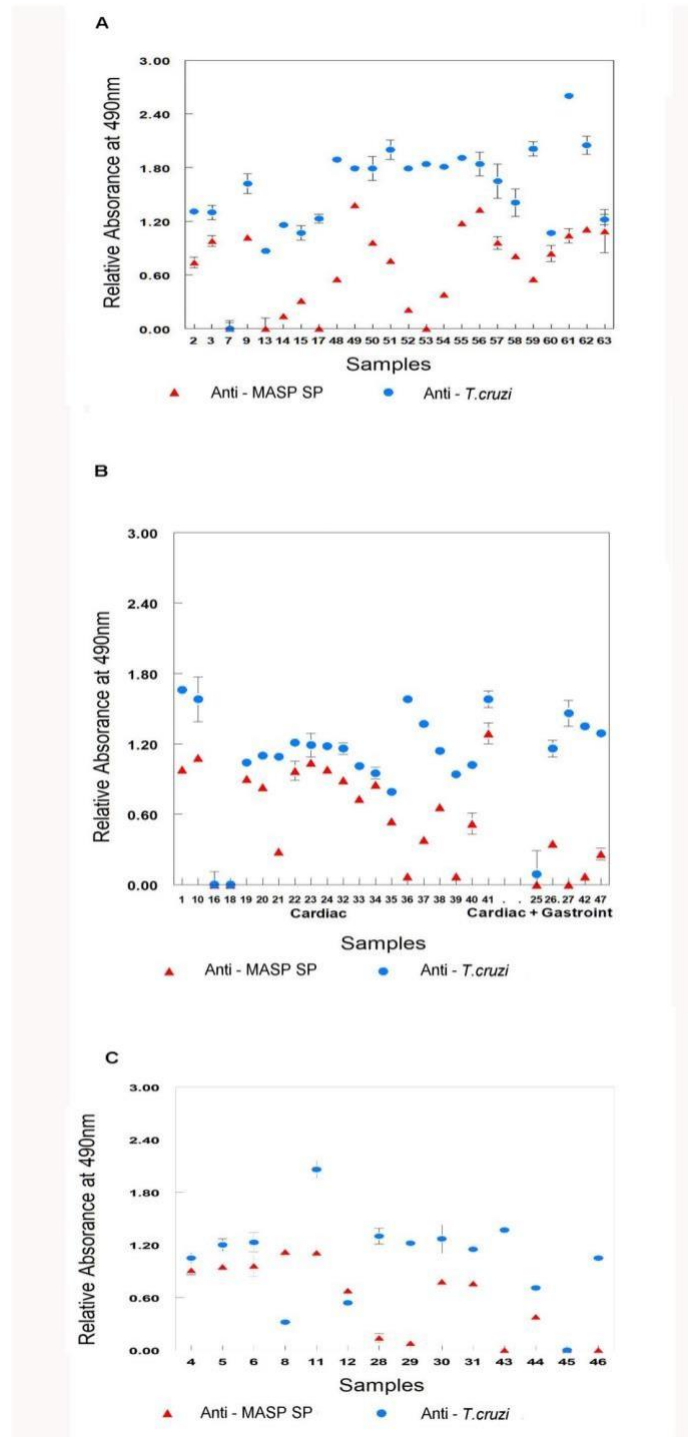 A
Relative Absorance at 490nm
3.00
2.40
1.80
1.20
0.60
0.00
2 3 7 9 13 14 15 17 48 49 50 51 52 53 54 55 56 57 58 59 60 61 62 63
Samples
Anti - MASP SP Anti - T.cruzi
B
Relative Absorance at 490nm
3.00
2.40
1.80
1.20
0.60
0.00
1 10 16 18 19 20 21 22 23 24 32 33 34 35 36 37 38 39 40 41 . . 25 26. 27 42 47
Cardiac Cardiac + Gastroint
Samples
Anti - MASP SP Anti - T.cruzi
C
Relative Absorance at 490nm
3.00
2.40
1.80
1.20
0.60
0.00
4 5 6 8 11 12 28 29 30 31 43 44 45 46
Samples
Anti - MASP SP Anti - T.cruzi